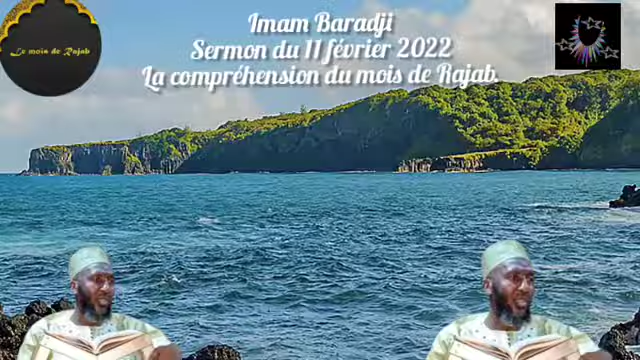 Imam Baradji
Sermon du 11 février 2022
La compréhension du mois de Rajab.
Le mois de Rajab